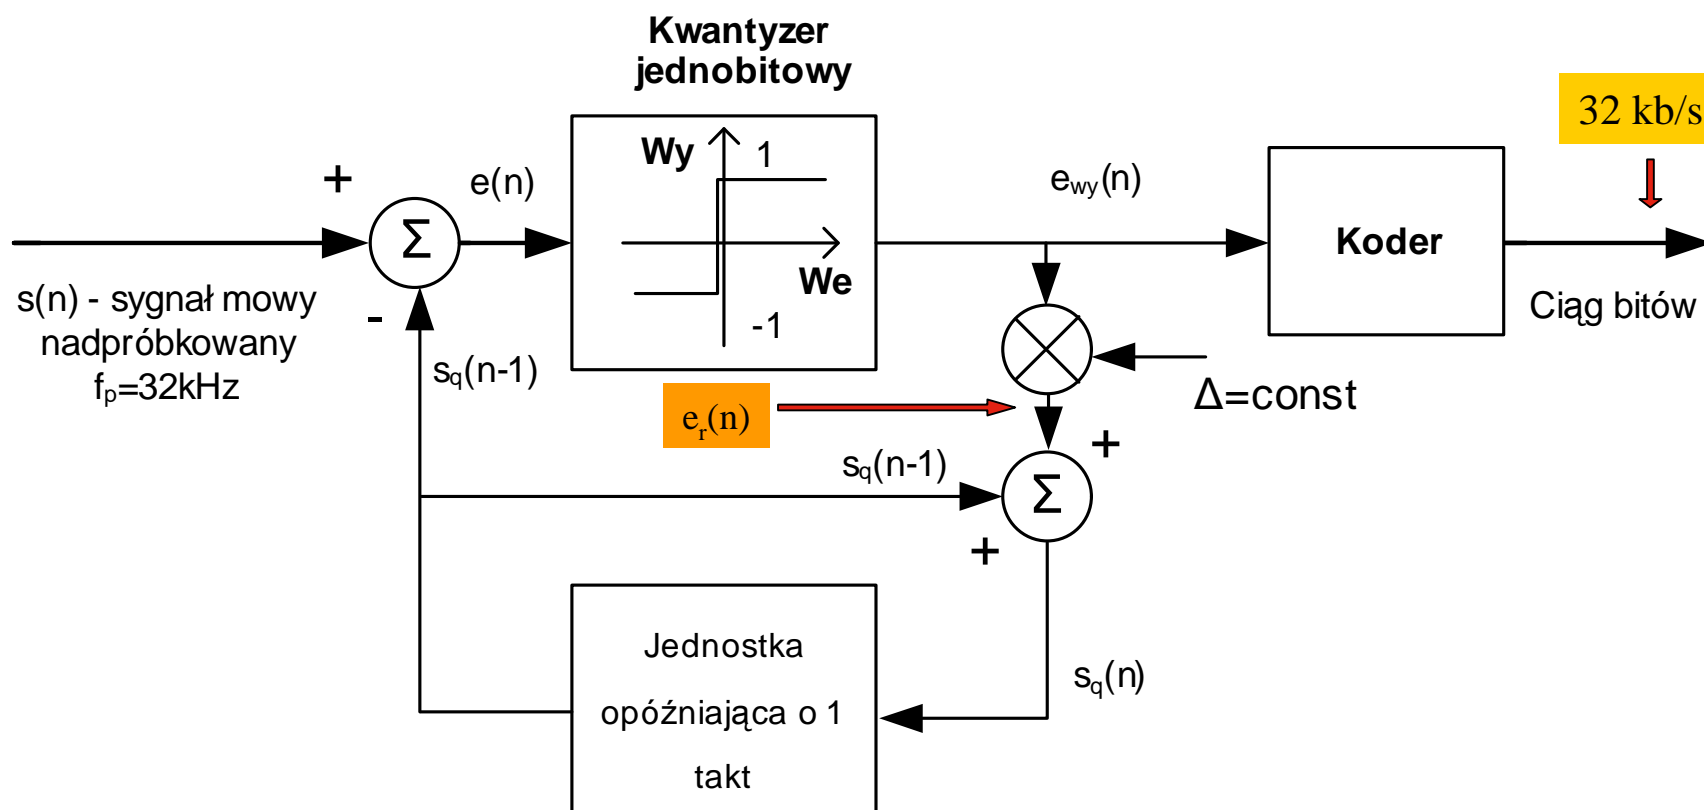 Kwantyzer
jednobitowy
32 kb/s
Wy
1
+
e(n)
e_wy(n)
Σ
Koder
We
s(n) - sygnał mowy
nadpróbkowany
f_p=32kHz
-
-1
Ciąg bitów
s_q(n-1)
Δ=const
e_r(n)
+
s_q(n-1)
Σ
+
Jednostka
opóźniająca o 1
takt
s_q(n)